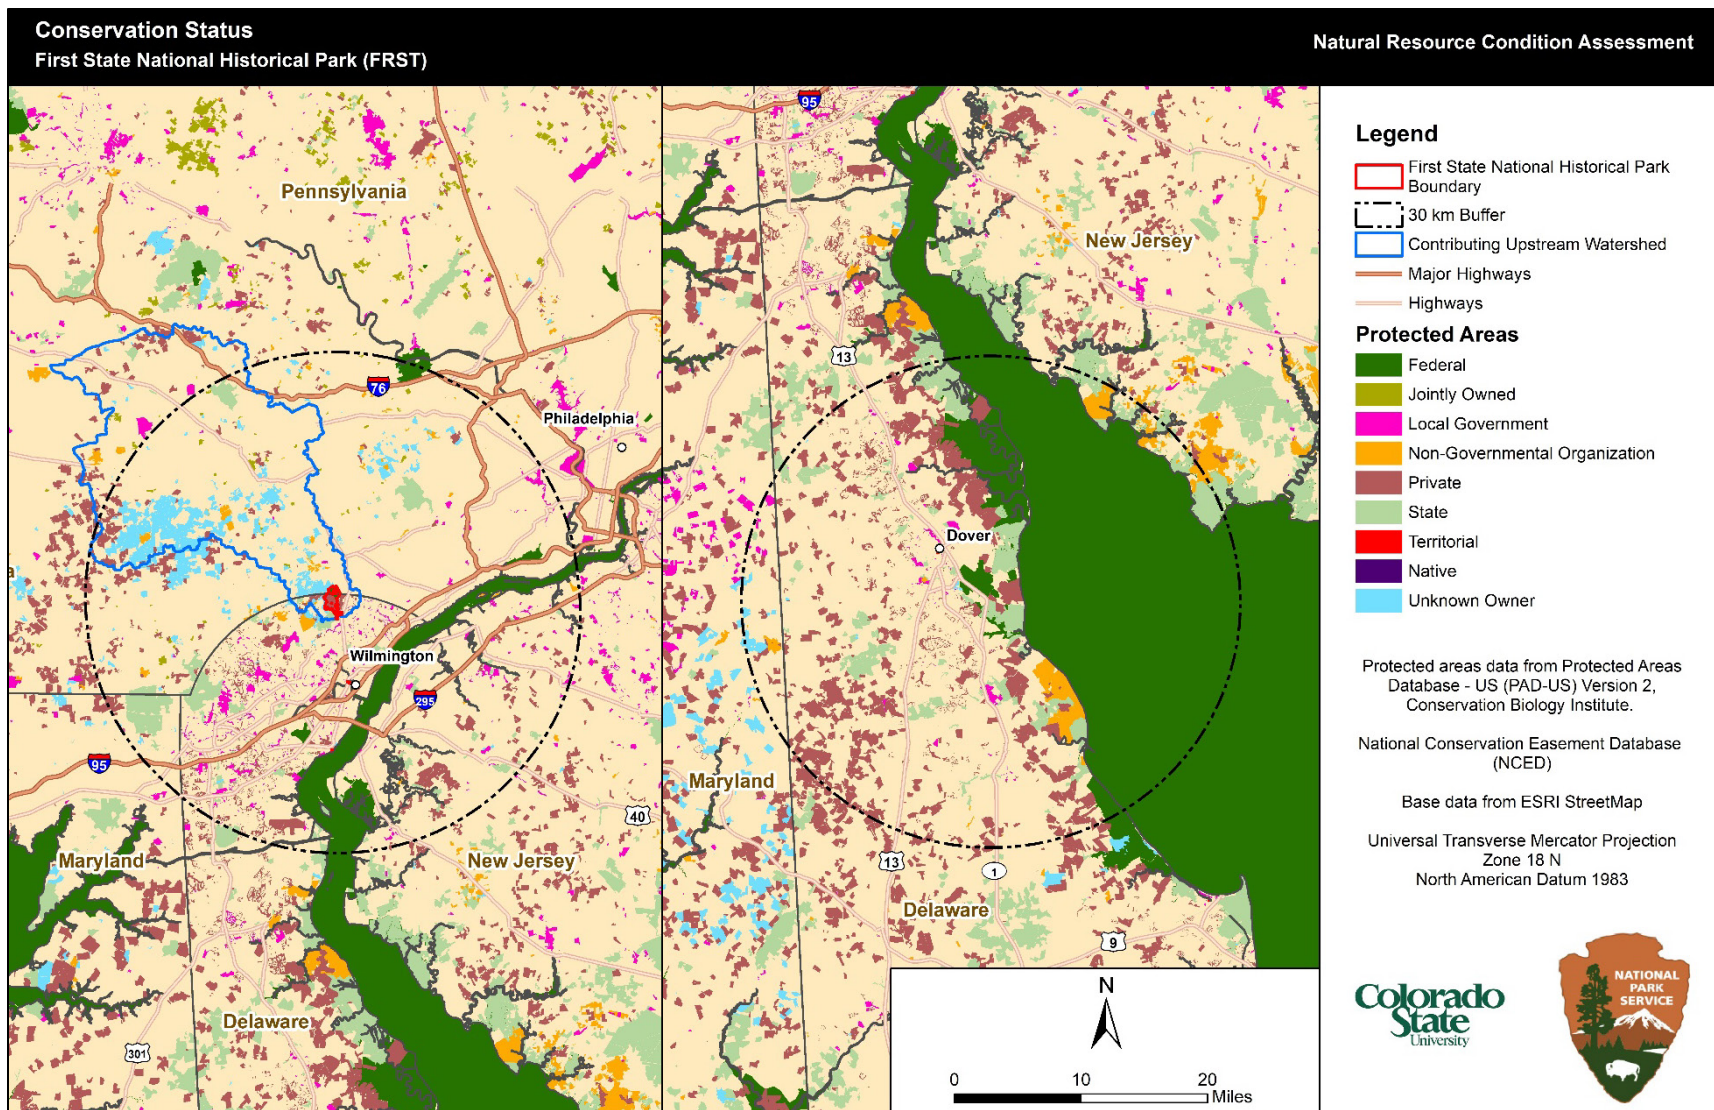 Conservation Status
First State National Historical Park (FRST)
Natural Resource Condition Assessment
Pennsylvania
76
Philadelphia
Wilmington
295
95
40
Maryland
New Jersey
Delaware
301
a
95
New Jersey
13
Dover
Maryland
13
1
Delaware
9
N
0
10
20
Miles
Legend
First State National Historical Park
Boundary
30 km Buffer
Contributing Upstream Watershed
Major Highways
Highways
Protected Areas
Federal
Jointly Owned
Local Government
Non-Governmental Organization
Private
State
Territorial
Native
Unknown Owner
Protected areas data from Protected Areas
Database - US (PAD-US) Version 2,
Conservation Biology Institute.
National Conservation Easement Database
(NCED)
Base data from ESRI StreetMap
Universal Transverse Mercator Projection
Zone 18 N
North American Datum 1983
Colorado
State
University
NATIONAL
PARK
SERVICE